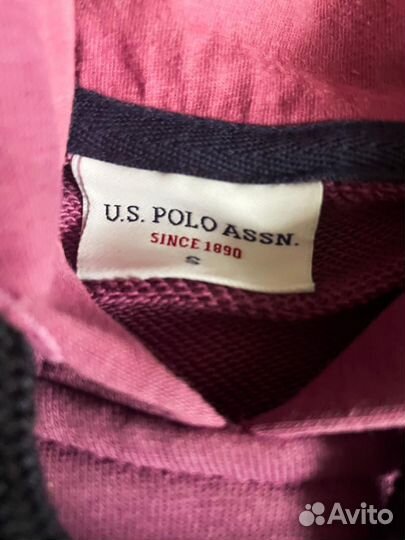 U.S. POLO ASSN.
SINCE 1890
S
Avito